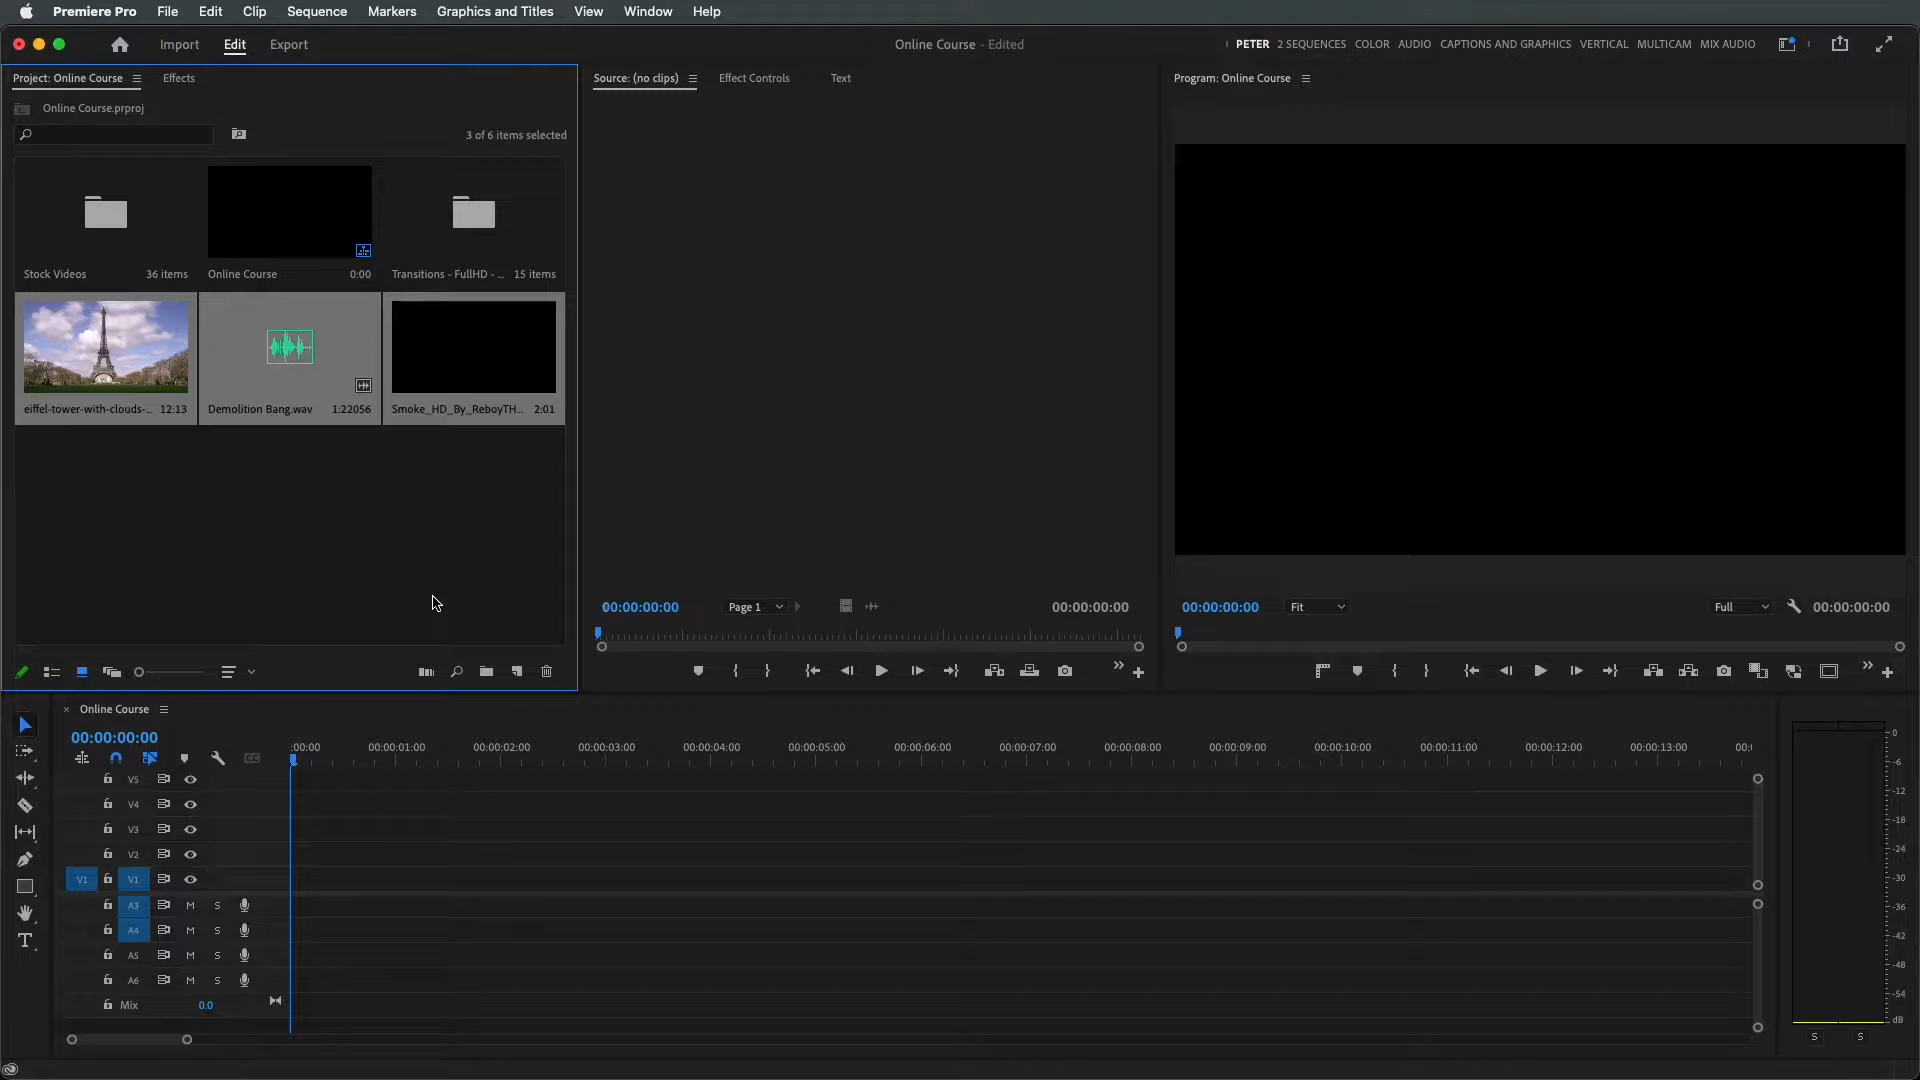 Premiere Pro File Edit Clip Sequence Markers Graphics and Titles View Window Help
Import Edit Export
Online Course - Edited
PETER 2 SEQUENCES COLOR AUDIO CAPTIONS AND GRAPHICS VERTICAL MULTICAM MIX AUDIO
Project: Online Course Effects
Online Course.prproj
3 of 6 items selected
Stock Videos 36 items
Online Course 0:00
Transitions - FullHD - ... 15 items
eiffel-tower-with-clouds-... 12:13
Demolition Bang.wav 1:22056
Smoke_HD_By_ReboyTH... 2:01
Source: (no clips) Effect Controls Text
00:00:00:00 Page 1 00:00:00:00
Program: Online Course
00:00:00:00 Fit Full 00:00:00:00
× Online Course
00:00:00:00
CC
:00:00 00:00:01:00 00:00:02:00 00:00:03:00 00:00:04:00 00:00:05:00 00:00:06:00 00:00:07:00 00:00:08:00 00:00:09:00 00:00:10:00 00:00:11:00 00:00:12:00 00:00:13:00 00:
V5
V4
V3
V2
V1 V1
A3 M S
A4 M S
A5 M S
A6 M S
Mix 0.0
0
-6
-12
-18
-24
-30
-36
-42
-48
-54
dB
S S